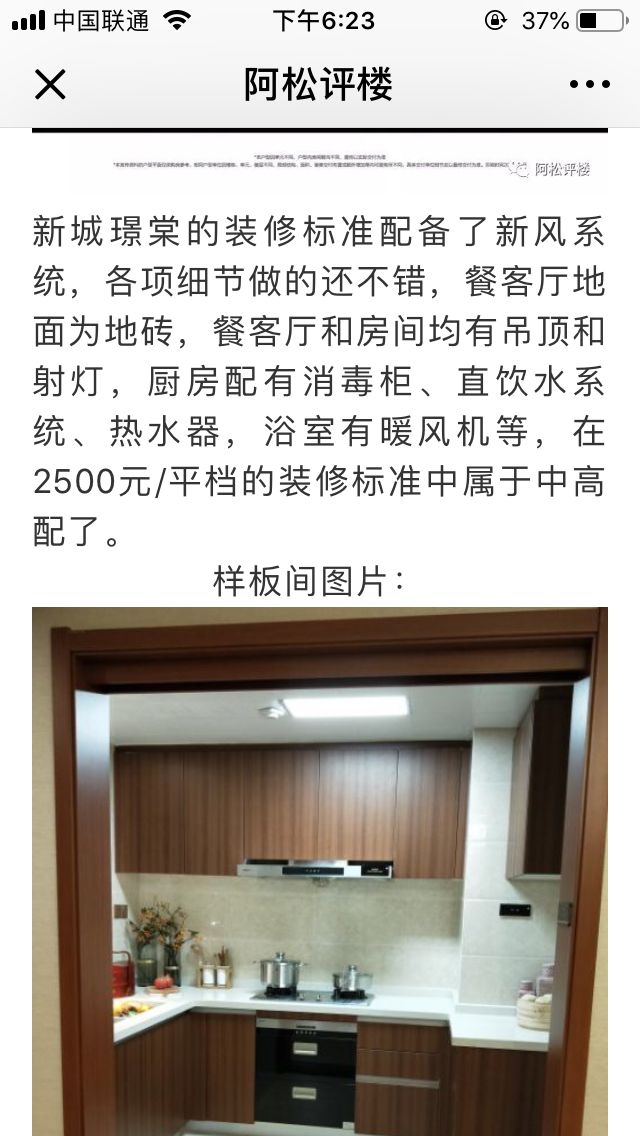 中国联通
下午6:23
37%
阿松评楼
阿松评楼
新城璟棠的装修标准配备了新风系
统，各项细节做的还不错，餐客厅地
面为地砖，餐客厅和房间均有吊顶和
射灯，厨房配有消毒柜、直饮水系
统、热水器，浴室有暖风机等，在
2500元/平档的装修标准中属于中高
配了。
样板间图片：